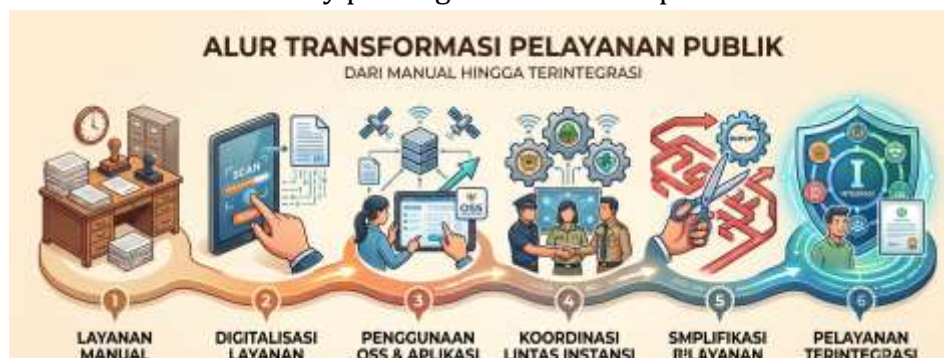 ALUR TRANSFORMASI PELAYANAN PUBLIK
DARI MANUAL HINGGA TERINTEGRASI
SCAN
OSS
I
1
2
3
4
5
6
LAYANAN
MANUAL
DIGITALISASI
LAYANAN
PENGGUNAAN
OSS & APLIKASI
KOORDINASI
LINTAS INSTANSI
SMPLIFIKASI
PELAYANAN
TERINTEGRASI